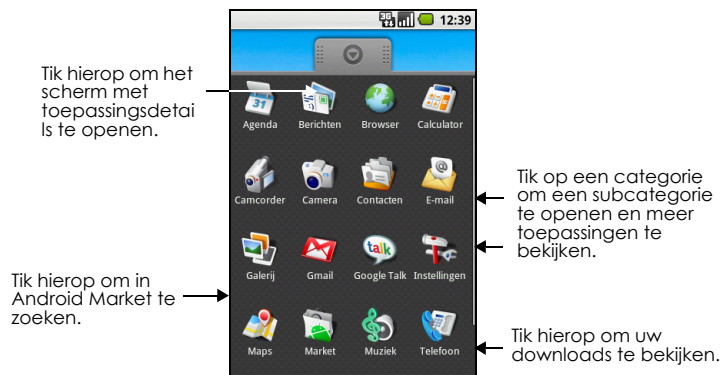 3G 12:39
Tik hierop om het
scherm met
toepassingsdetai
ls te openen.
31
Agenda Berichten Browser Calculator
@
Camcorder Camera Contacten E-mail
Tik op een categorie
om een subcategorie
te openen en meer
toepassingen te
bekijken.
talk
Galerij Gmail Google Talk Instellingen
Tik hierop om in
Android Market te
zoeken.
Maps Market Muziek Telefoon
Tik hierop om uw
downloads te bekijken.